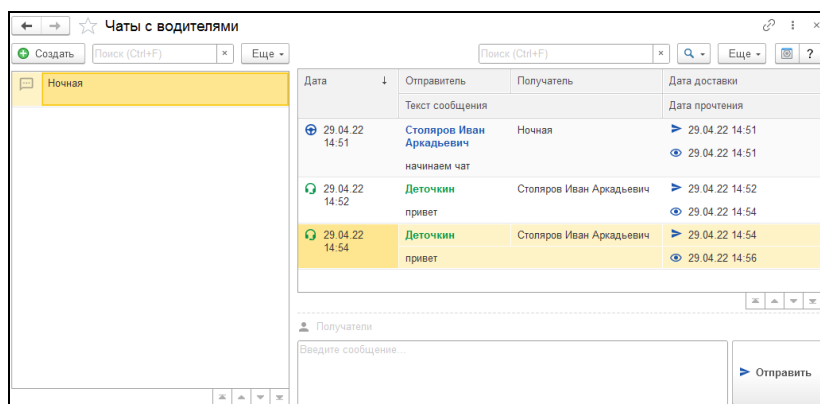 Чаты с водителями
Создать
Поиск (Ctrl+F)
×
Еще
Поиск (Ctrl+F)
×
Еще
?
Ночная
Дата ↓ Отправитель Получатель Дата доставки
Текст сообщения Дата прочтения
29.04.22 14:51
Столяров Иван Аркадьевич
Ночная
29.04.22 14:51
начинаем чат
29.04.22 14:51
29.04.22 14:52
Деточкин
Столяров Иван Аркадьевич
29.04.22 14:52
привет
29.04.22 14:54
29.04.22 14:54
Деточкин
Столяров Иван Аркадьевич
29.04.22 14:54
привет
29.04.22 14:56
Получатели
Введите сообщение...
Отправить